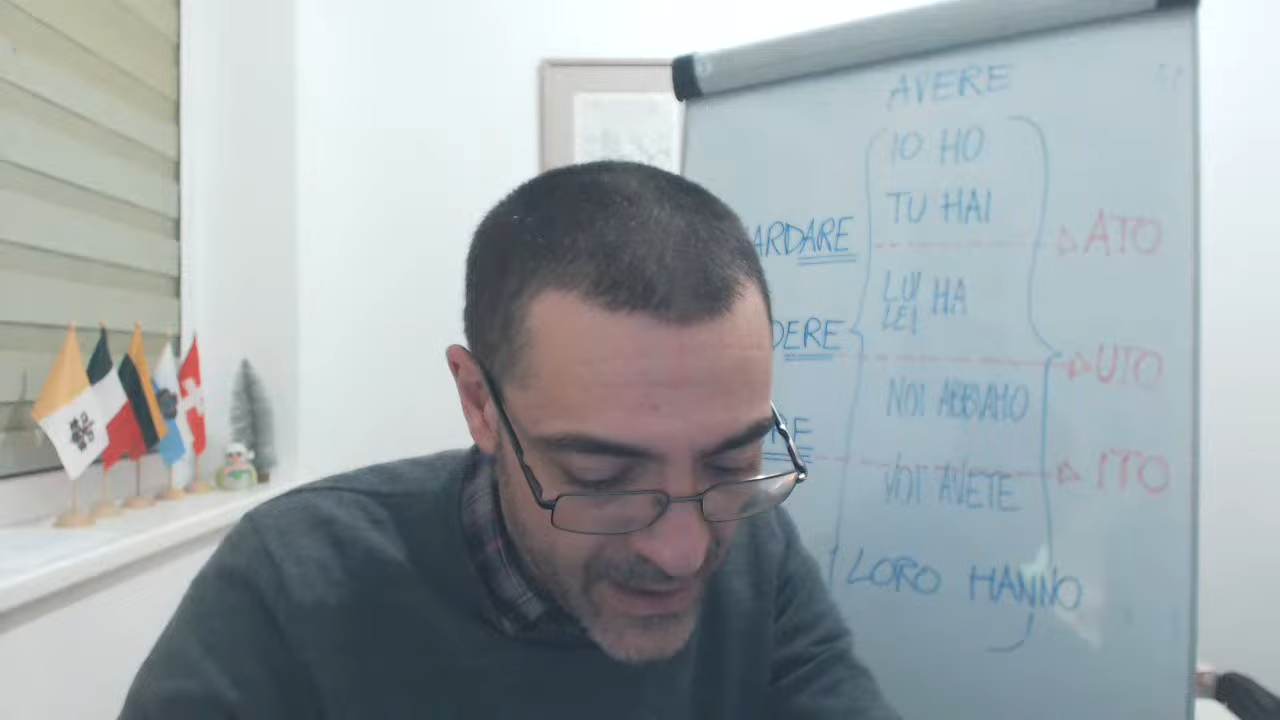 AVERE
IO HO
TU HAI
ARDARE
ATO
LUI
LEI
HA
DERE
UTO
NOI ABBIAMO
RE
VOI AVETE
ITO
LORO HANNO